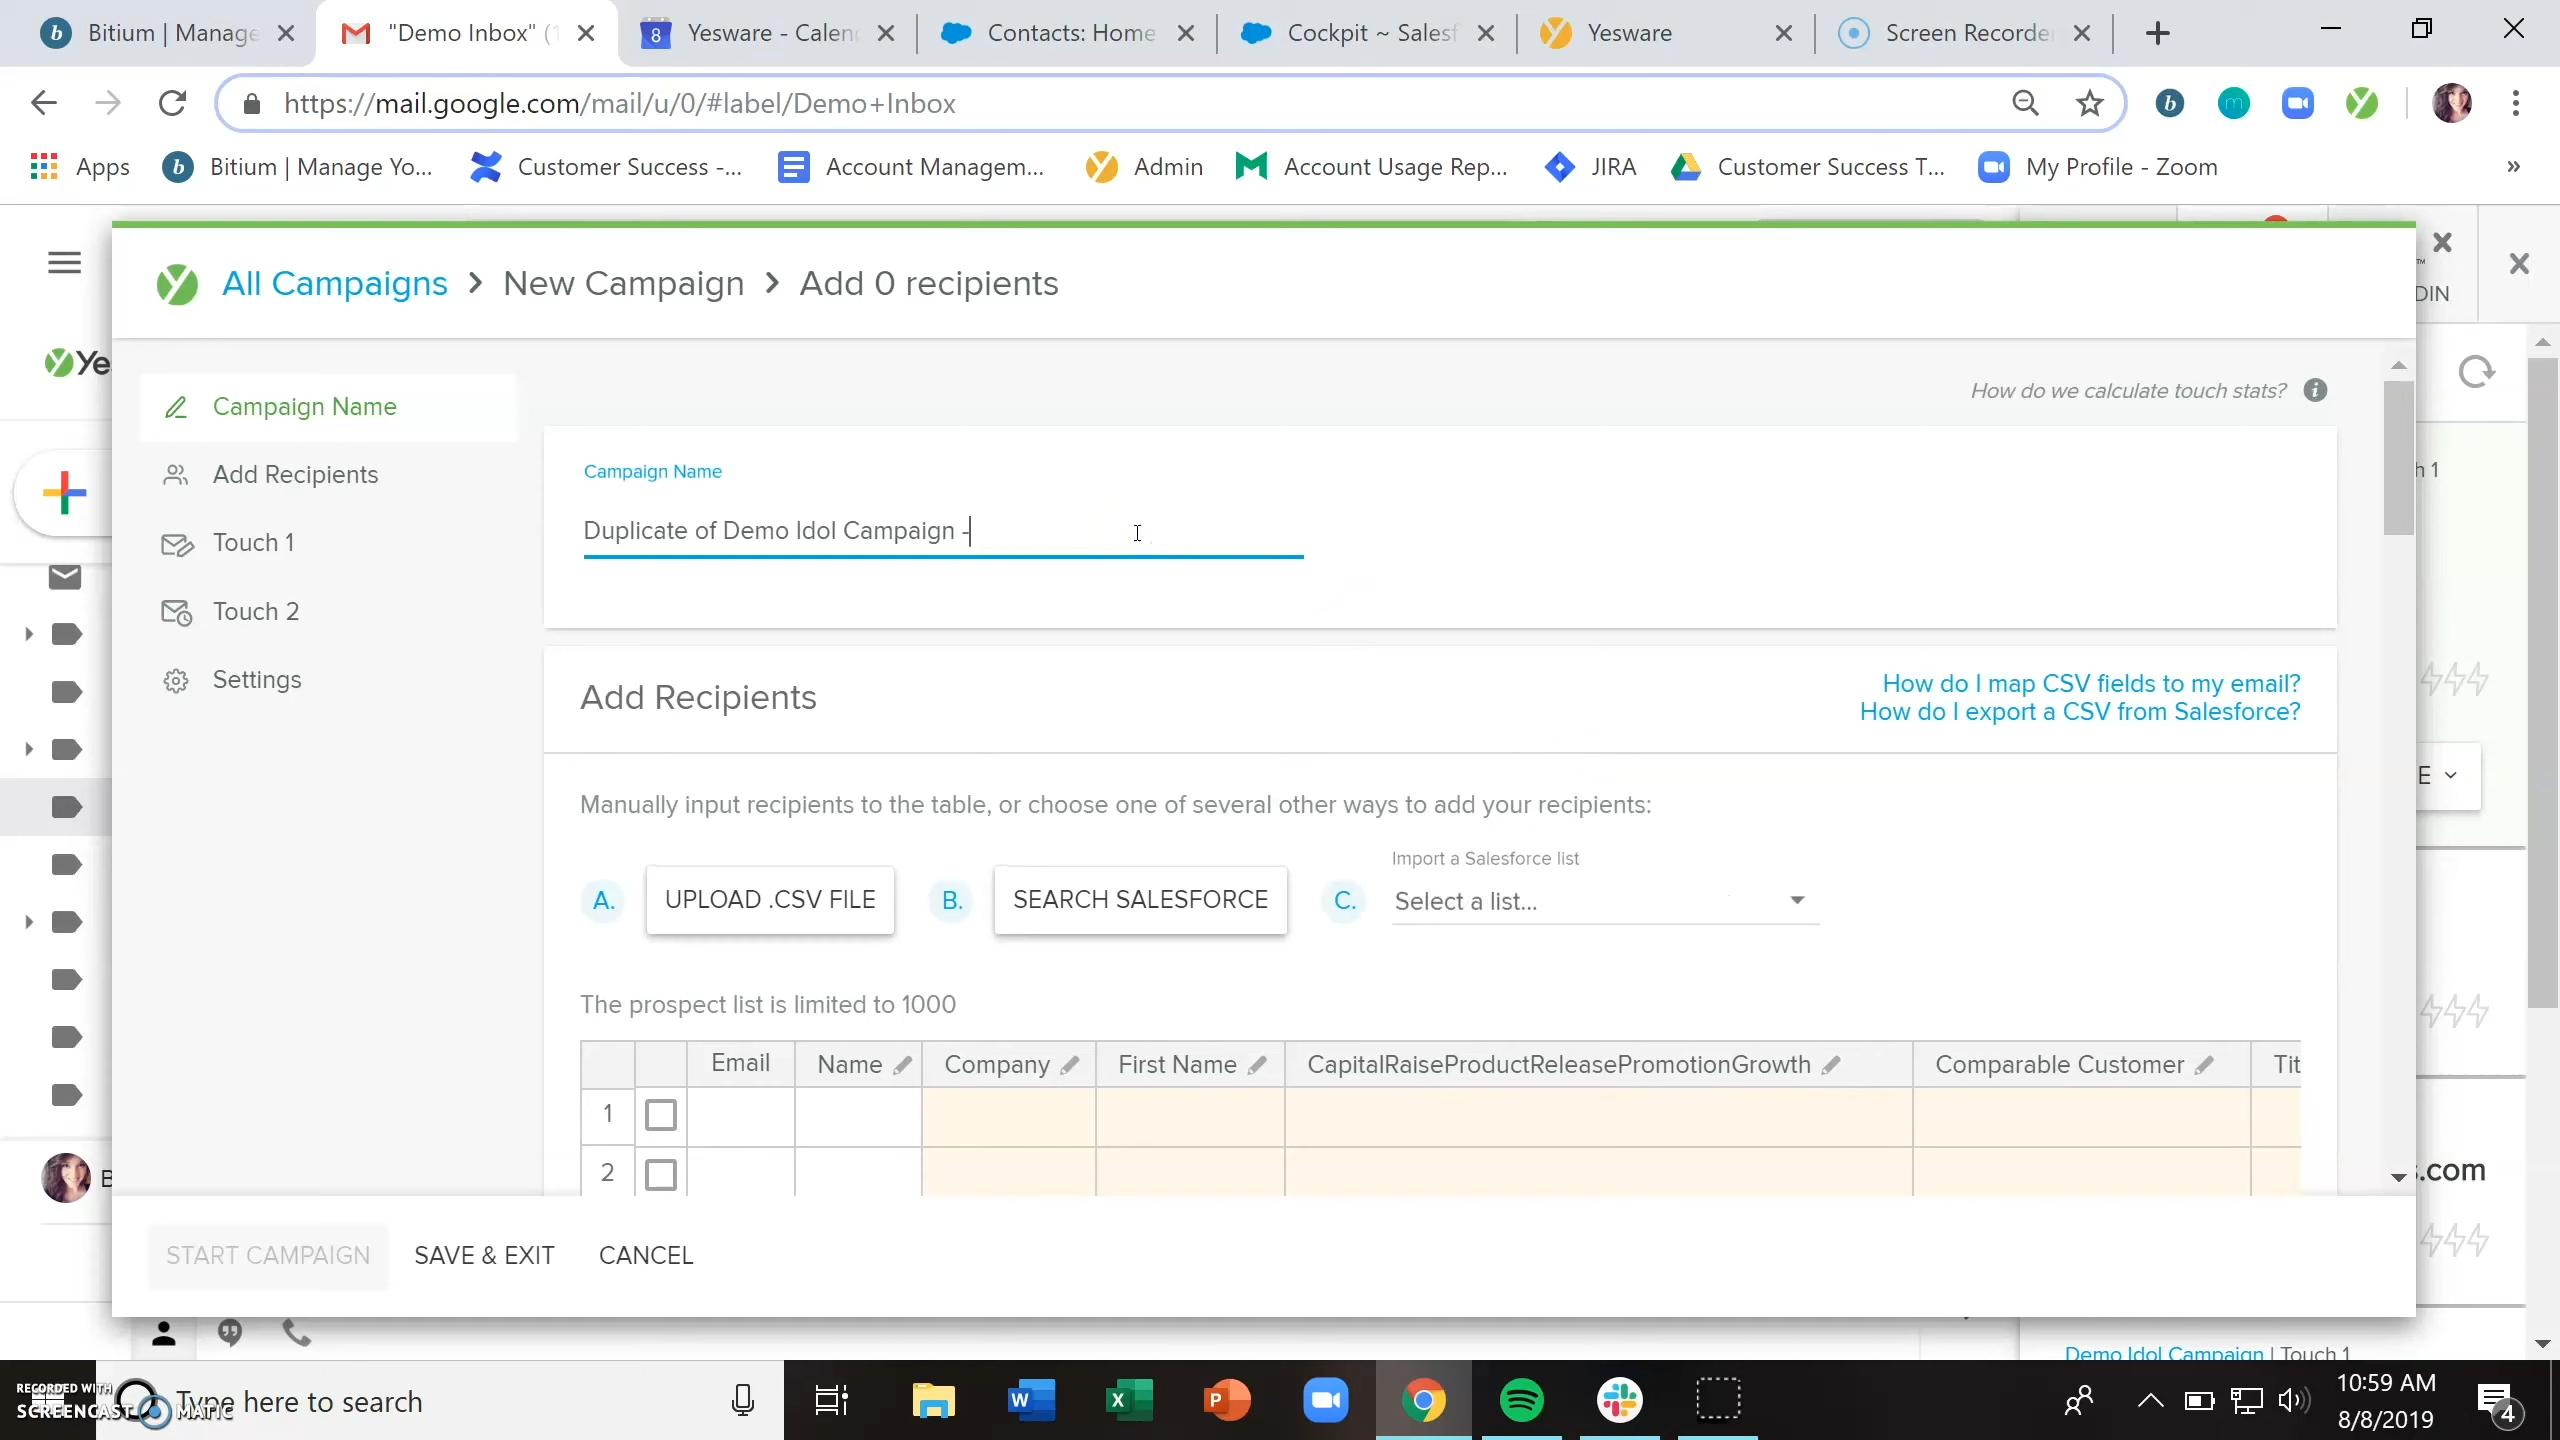 Bitium | Manage
"Demo Inbox" (
8
Yesware - Calen
Contacts: Home
Cockpit ~ Salesf
Yesware
Screen Recorde
https://mail.google.com/mail/u/0/#label/Demo+Inbox
Apps
Bitium | Manage Yo...
Customer Success -...
Account Managem...
Admin
Account Usage Rep...
JIRA
Customer Success T...
My Profile - Zoom
»
All Campaigns > New Campaign > Add 0 recipients
DIN
Ye
Campaign Name
How do we calculate touch stats?
Add Recipients
Campaign Name
h 1
Duplicate of Demo Idol Campaign -
Touch 1
Touch 2
Settings
Add Recipients
How do I map CSV fields to my email?
How do I export a CSV from Salesforce?
E
Manually input recipients to the table, or choose one of several other ways to add your recipients:
Import a Salesforce list
A. UPLOAD .CSV FILE B. SEARCH SALESFORCE C. Select a list...
The prospect list is limited to 1000
Email Name Company First Name CapitalRaiseProductReleasePromotionGrowth Comparable Customer Tit
1
2
B
.com
START CAMPAIGN SAVE & EXIT CANCEL
Demo Idol Campaign | Touch 1
RECORDED WITH
SCREENCAST MATIC
Type here to search
10:59 AM
8/8/2019
4